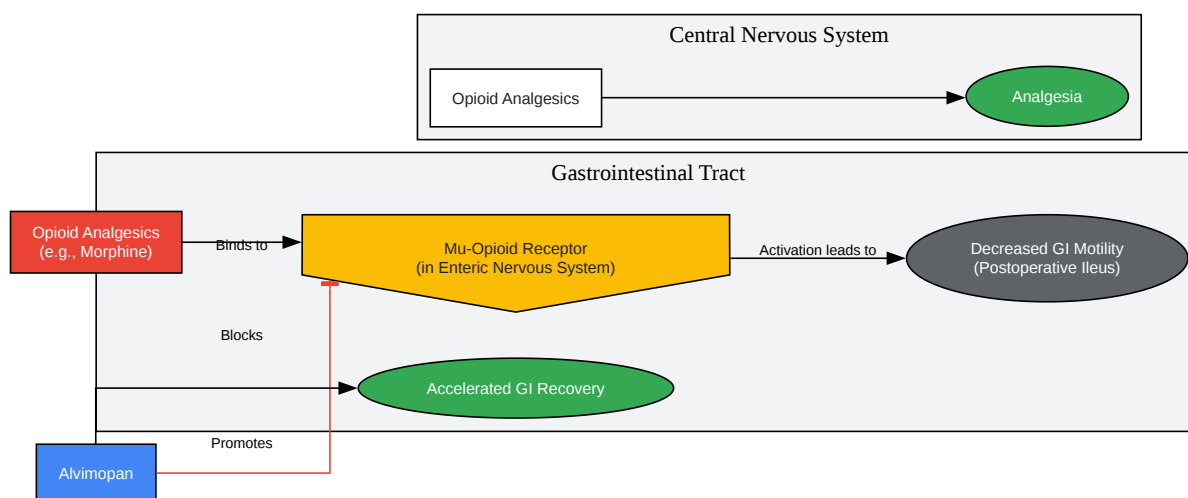 Central Nervous System
Opioid Analgesics
Analgesia
Gastrointestinal Tract
Opioid Analgesics
(e.g., Morphine)
Binds to
Mu-Opioid Receptor
(in Enteric Nervous System)
Activation leads to
Decreased GI Motility
(Postoperative Ileus)
Blocks
Accelerated GI Recovery
Promotes
Alvimopan